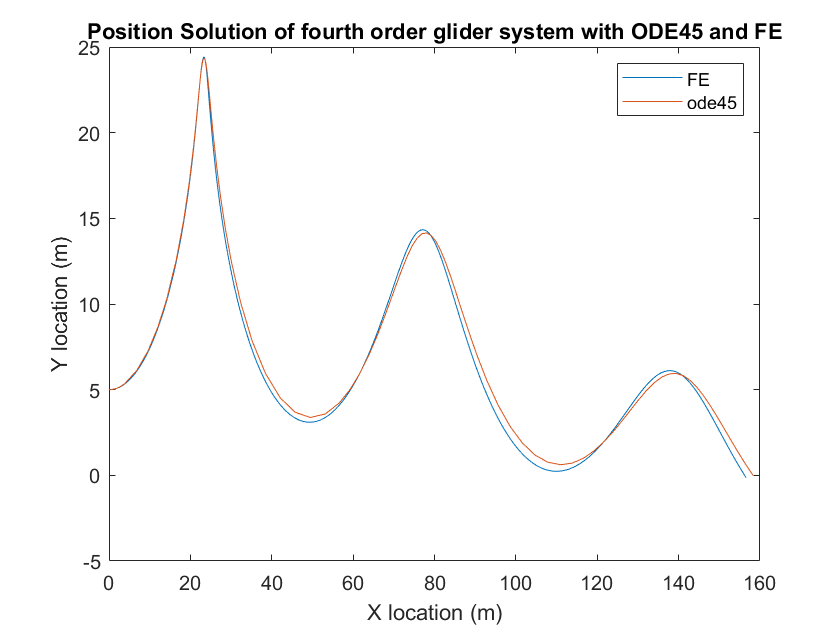 Position Solution of fourth order glider system with ODE45 and FE
25
20
15
10
5
0
-5
Y location (m)
FE
ode45
0 20 40 60 80 100 120 140 160
X location (m)